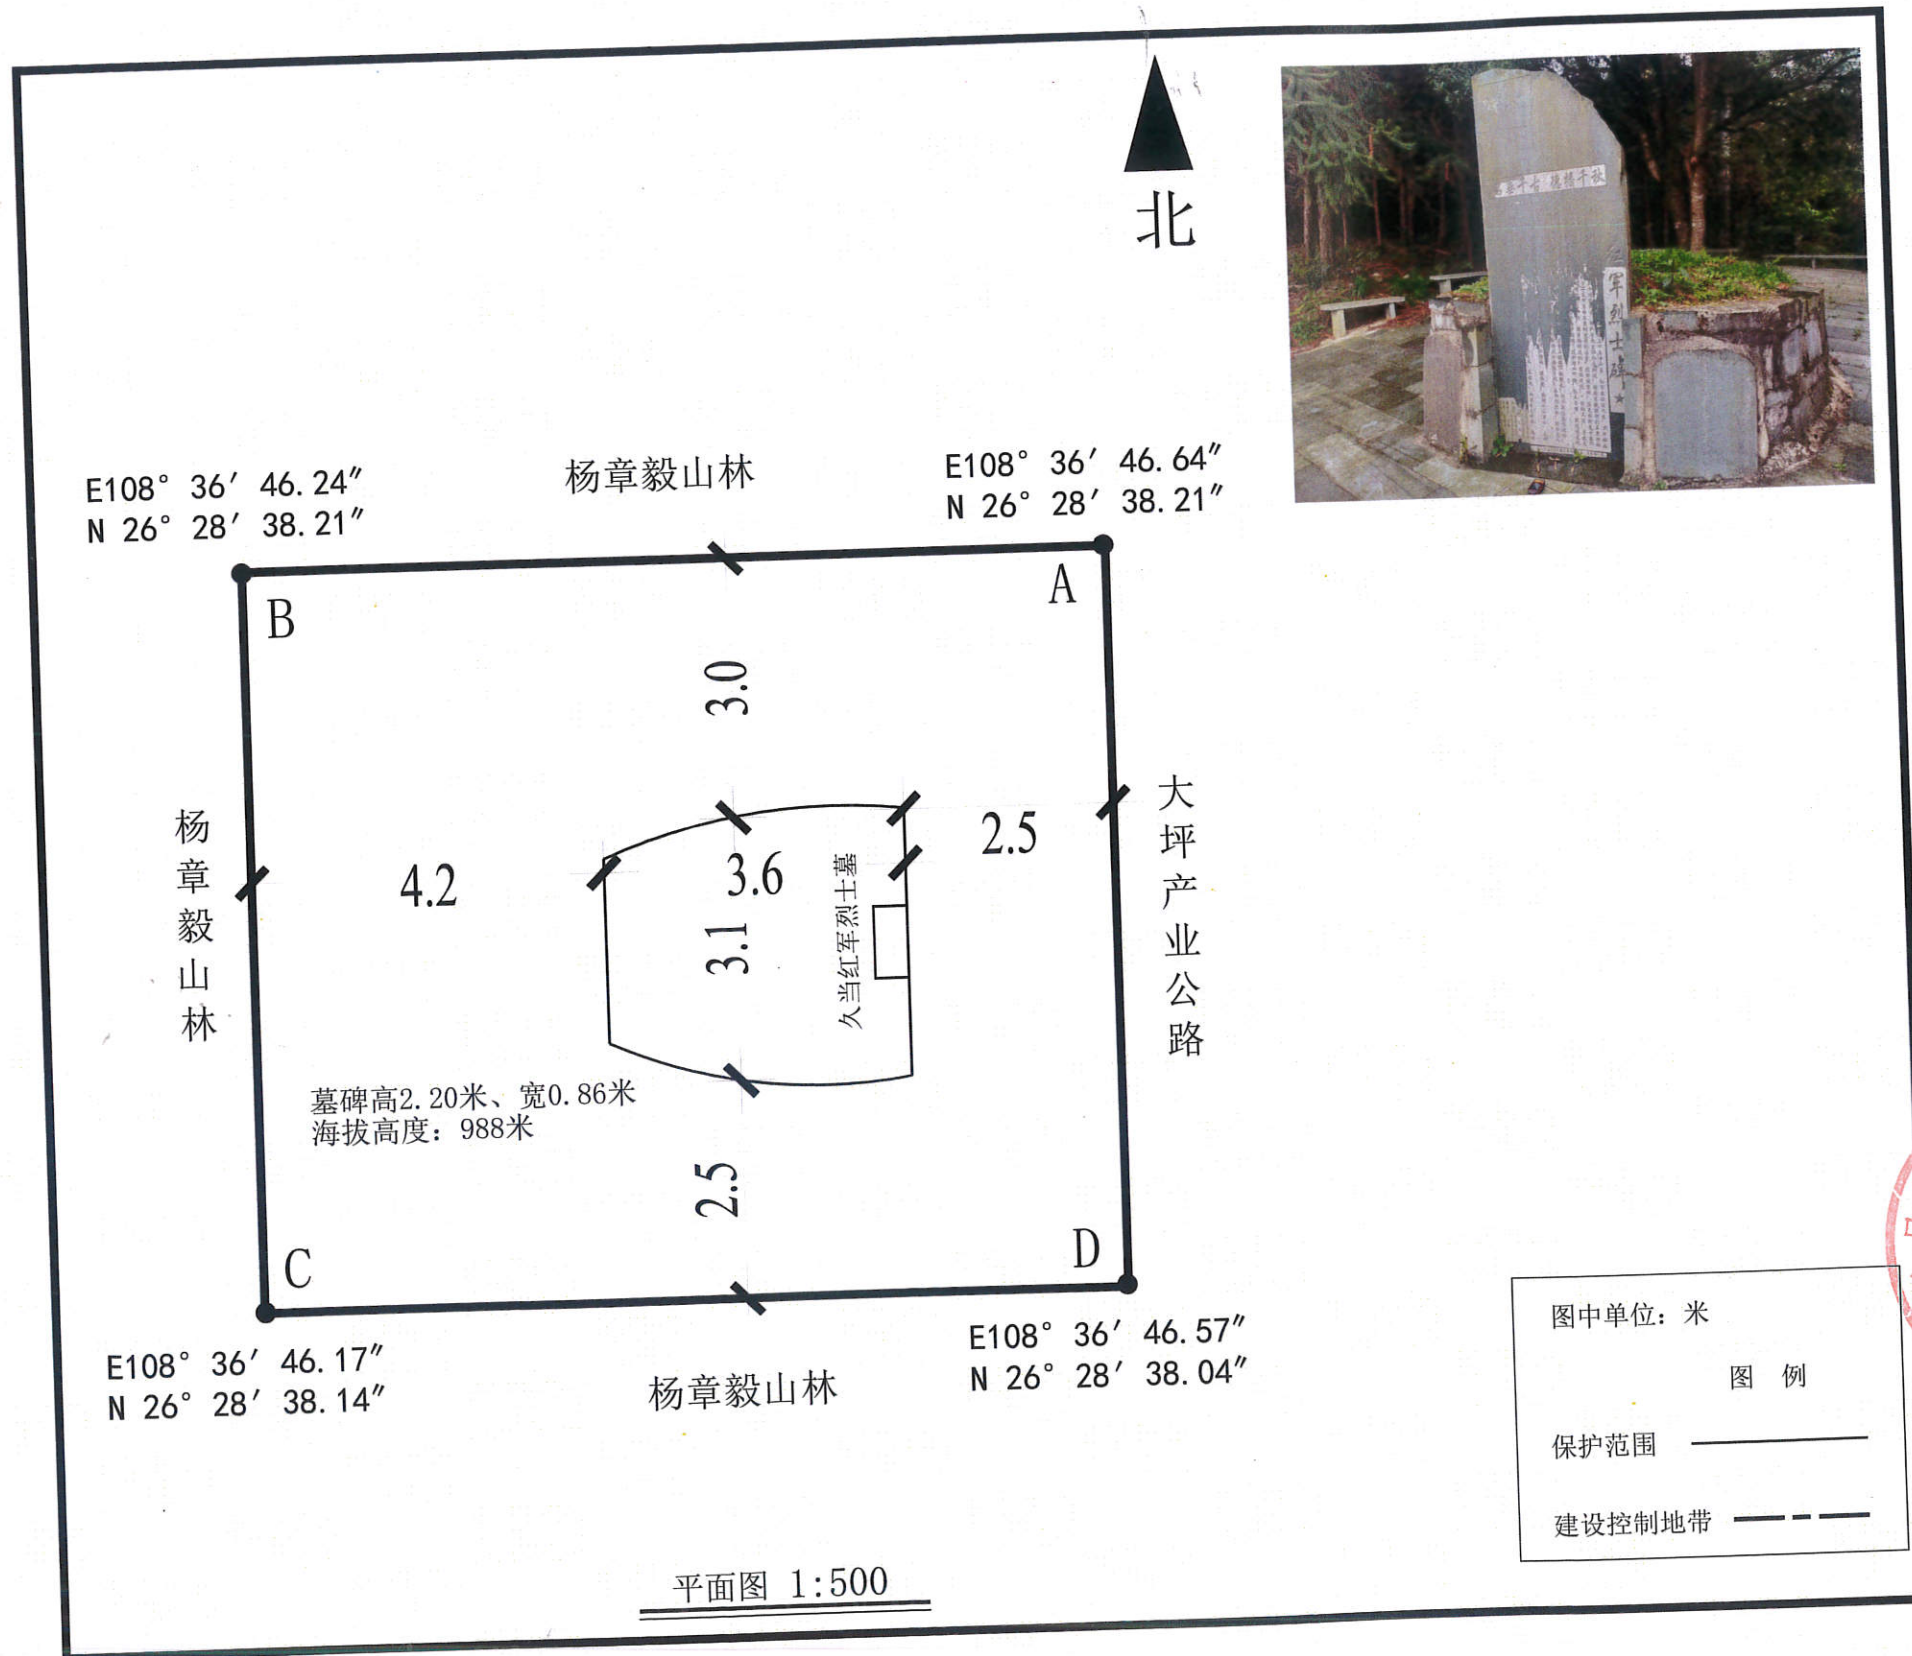 北
千秋
军烈士碑
E108° 36′ 46.24″
N 26° 28′ 38.21″
杨章毅山林
E108° 36′ 46.64″
N 26° 28′ 38.21″
B
A
3.0
杨章毅山林
4.2
3.6
3.1
久当红军烈士墓
2.5
大坪产业公路
墓碑高2.20米、宽0.86米
海拔高度：988米
2.5
C
D
E108° 36′ 46.17″
N 26° 28′ 38.14″
杨章毅山林
E108° 36′ 46.57″
N 26° 28′ 38.04″
图中单位：米
图 例
保护范围
建设控制地带
平面图 1:500